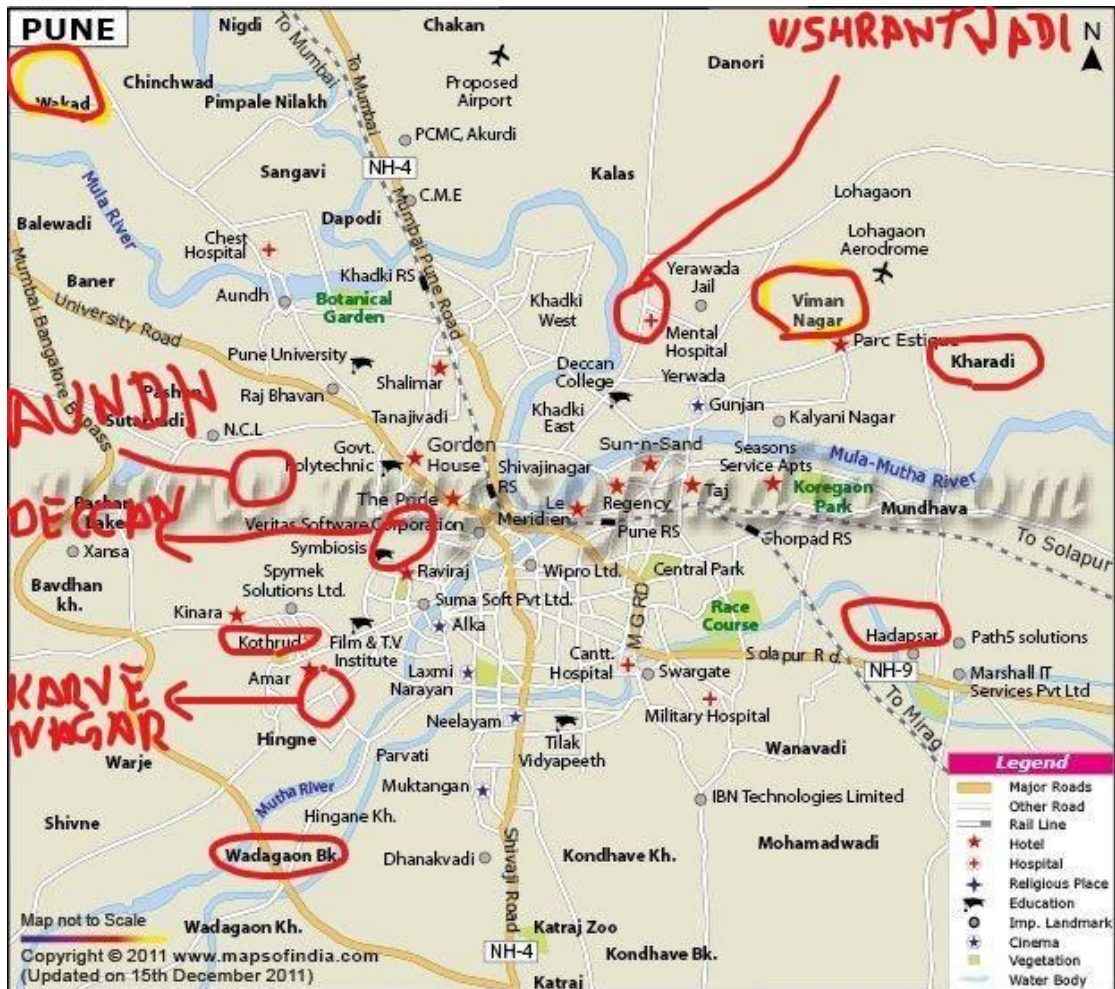 PUNE
VISHRANTWADI
N
Nigdi
To Mumbai
To Mumbai
Chakan
Danori
Wakad
Chinchwad
Pimpale Nilakh
Proposed
Airport
PCMC, Akurdi
NH-4
Sangavi
Kalas
C.M.E
Mula River
Dapodi
Lohagaon
Balewadi
Chest
Hospital
Mumbai Pune Road
Lohagaon
Aerodrome
Baner
Khadki RS
Yerawada
Jail
Mumbai Bangalore Bypass
University Road
Aundh
Botanical
Garden
Khadki
West
Viman
Nagar
Mental
Hospital
Parc Estique
Pune University
Deccan
College
Kharadi
Shalimar
Yerwada
Pashan
Raj Bhavan
AUNDH
Sutarwadi
Tanajivadi
Khadki
East
Gunjan
Kalyani Nagar
N.C.L
Govt.
Polytechnic
Gordon
House
Sun-n-Sand
Seasons
Service Apts
Mula-Mutha River
Shivajinagar
RS
www.mapsofindia.com
Pashan
Lake
The Pride
Le
Meridien
Regency
Taj
Koregaon
Park
Mundhava
DECCAN
Veritas Software Corporation
Pune RS
Ghorpad RS
To Solapur
Xansa
Symbiosis
Bavdhan
kh.
Spymek
Solutions Ltd.
Raviraj
Wipro Ltd.
Central Park
Kinara
Suma Soft Pvt Ltd.
M G RD
Race
Course
Kothrud
Film & T.V
Institute
Alka
Hadapsar
Path5 solutions
Amar
Laxmi
Narayan
Cantt.
Hospital
Swargate
Solapur Rd.
NH-9
Marshall IT
Services Pvt Ltd
KARVE
NAGAR
Neelayam
Military Hospital
To Mirag
Hingne
Warje
Parvati
Tilak
Vidyapeeth
Wanavadi
Mutha River
Muktangan
IBN Technologies Limited
Shivne
Hingane Kh.
Wadagaon Bk.
Dhanakvadi
Shivaji Road
Kondhave Kh.
Mohamadwadi
Wadagaon Kh.
Katraj Zoo
NH-4
Kondhave Bk.
Katraj
Map not to Scale
Copyright © 2011 www.mapsofindia.com
(Updated on 15th December 2011)
Legend
Major Roads
Other Road
Rail Line
Hotel
Hospital
Religious Place
Education
Imp. Landmark
Cinema
Vegetation
Water Body